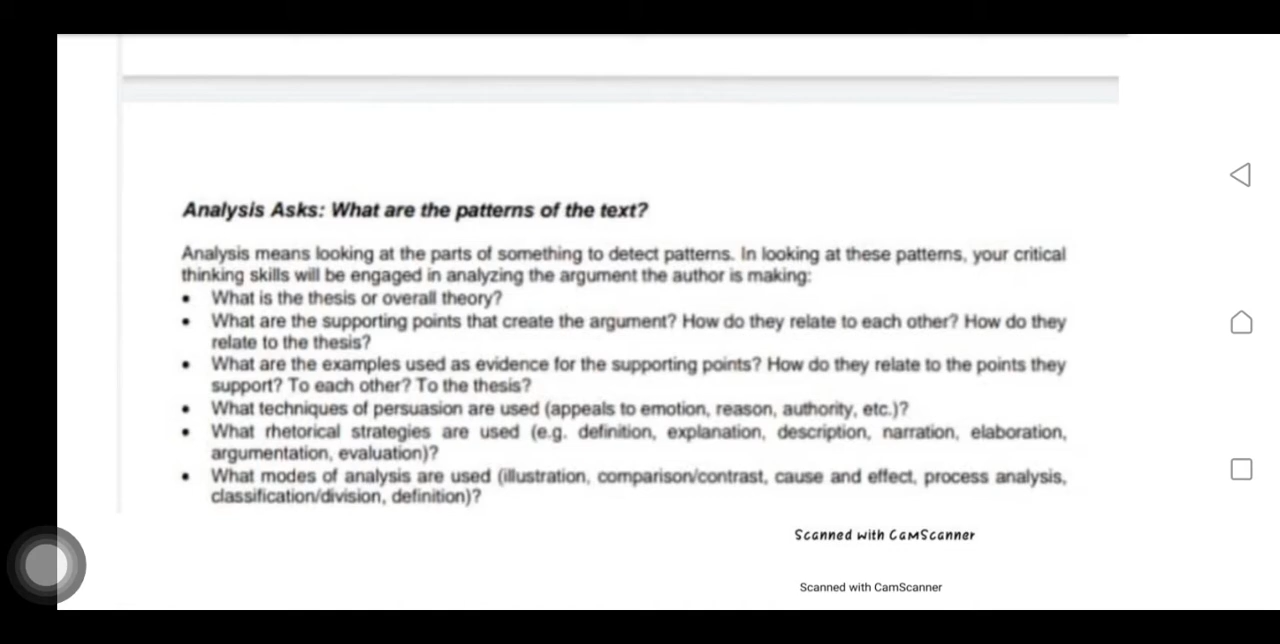 Analysis Asks: What are the patterns of the text?
Analysis means looking at the parts of something to detect patterns. In looking at these patterns, your critical
thinking skills will be engaged in analyzing the argument the author is making:
• What is the thesis or overall theory?
• What are the supporting points that create the argument? How do they relate to each other? How do they
relate to the thesis?
• What are the examples used as evidence for the supporting points? How do they relate to the points they
support? To each other? To the thesis?
• What techniques of persuasion are used (appeals to emotion, reason, authority, etc.)?
• What rhetorical strategies are used (e.g. definition, explanation, description, narration, elaboration,
argumentation, evaluation)?
• What modes of analysis are used (illustration, comparison/contrast, cause and effect, process analysis,
classification/division, definition)?
Scanned with CamScanner
Scanned with CamScanner